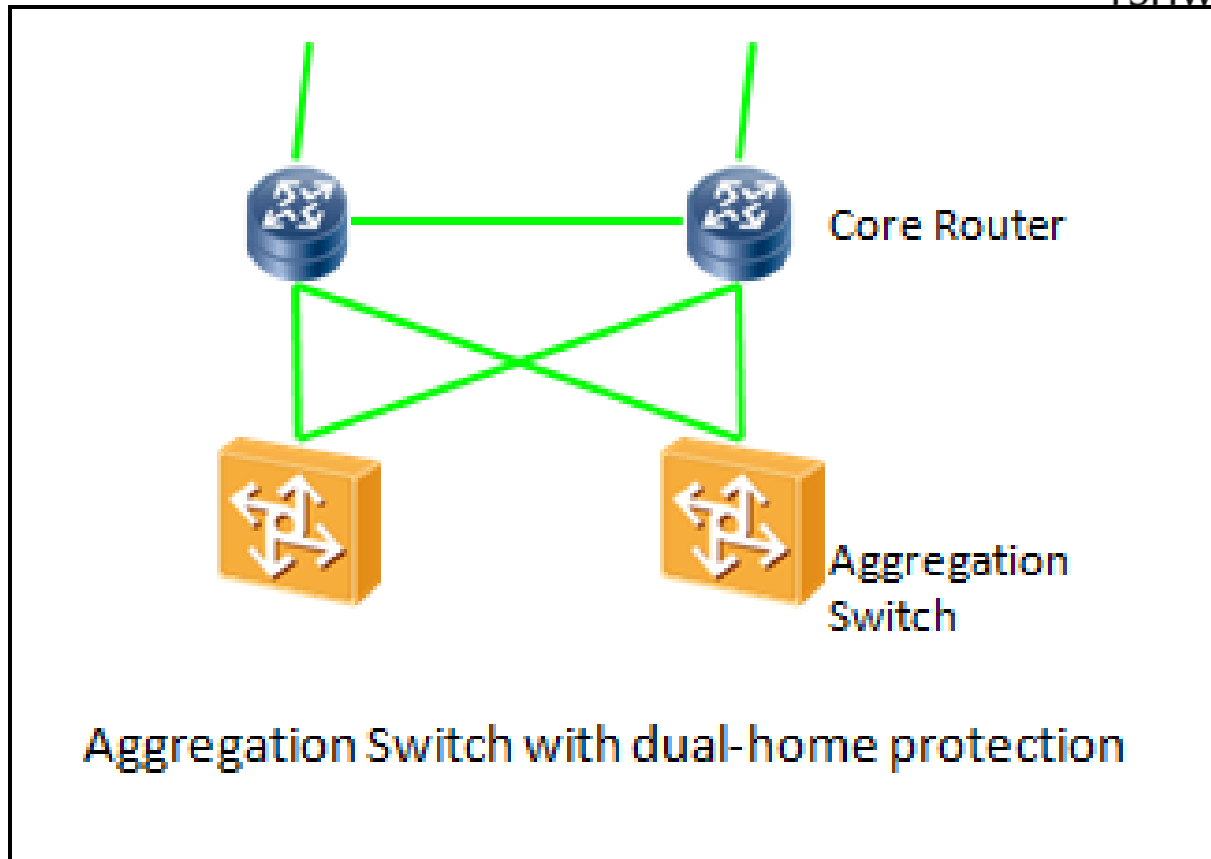 Core Router
Aggregation
Switch
Aggregation Switch with dual-home protection